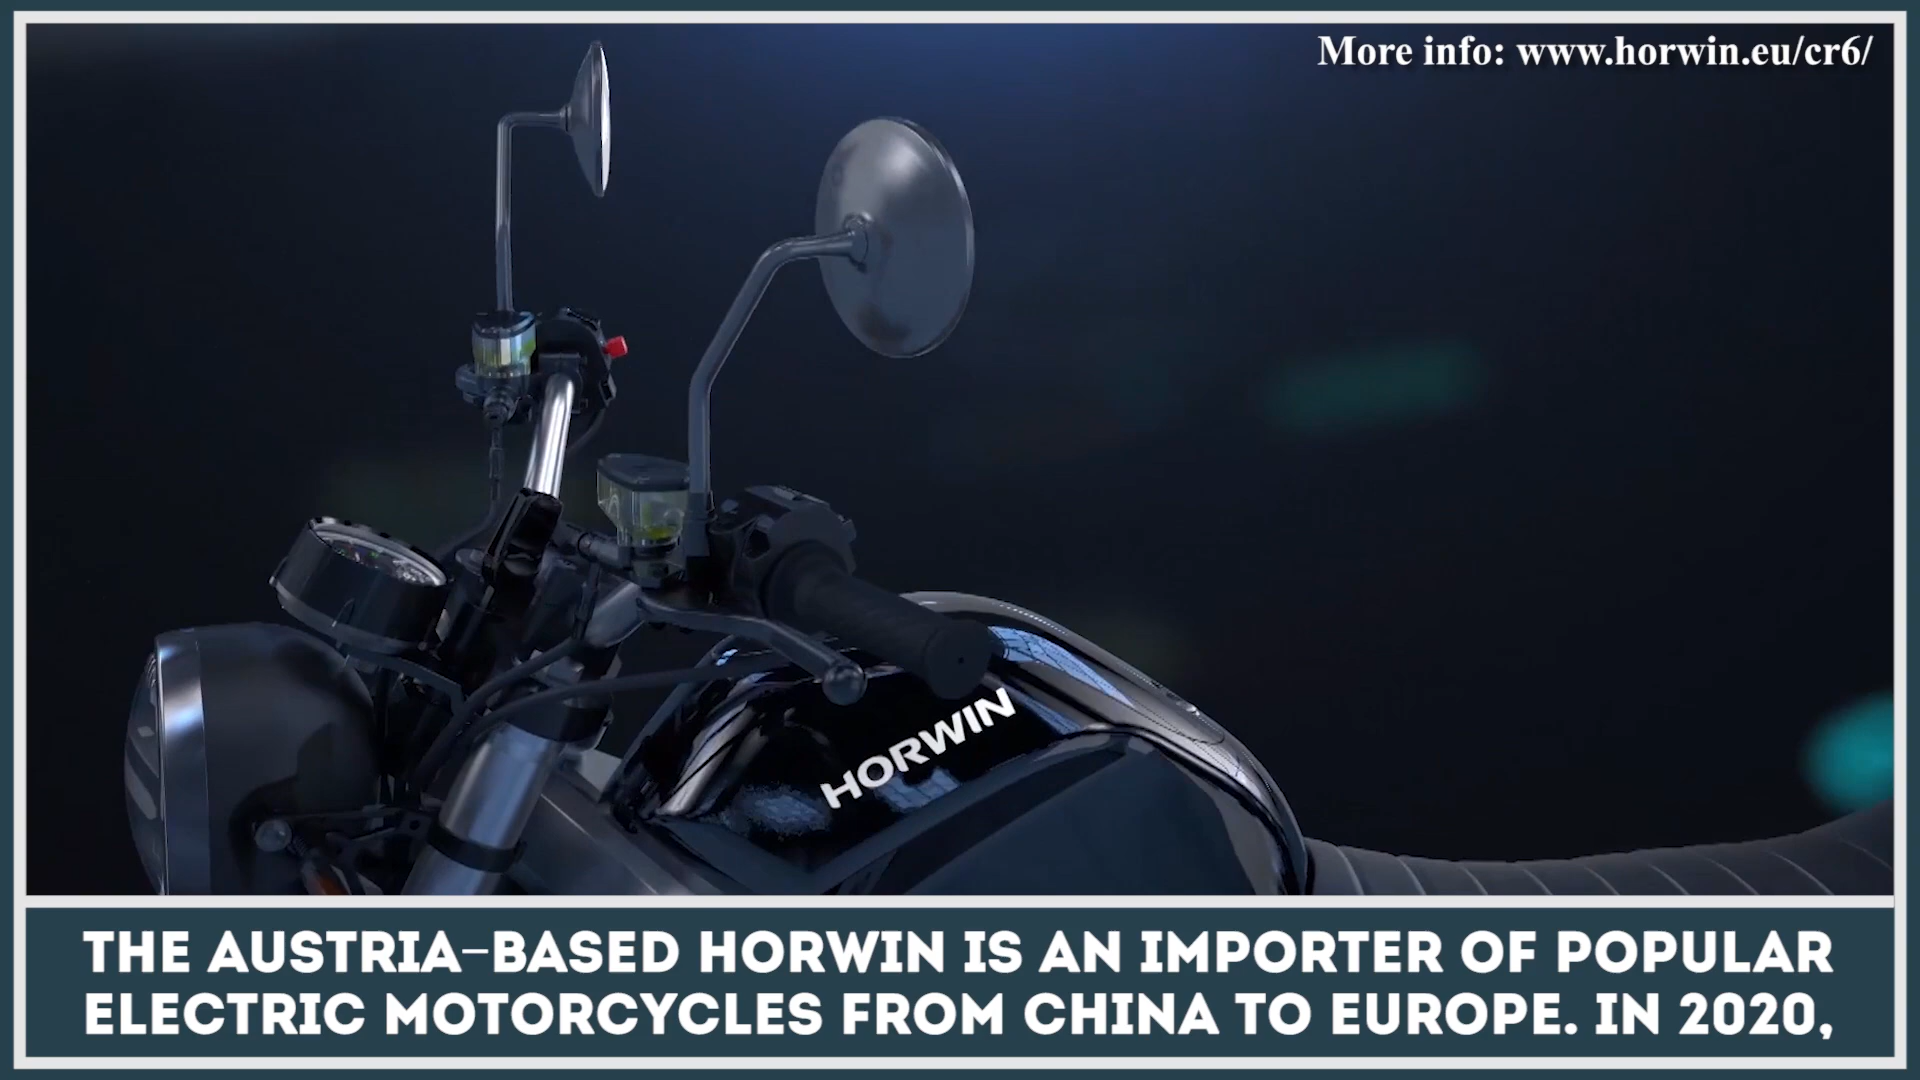 More info: www.horwin.eu/cr6/
HORWIN
THE AUSTRIA–BASED HORWIN IS AN IMPORTER OF POPULAR
ELECTRIC MOTORCYCLES FROM CHINA TO EUROPE. IN 2020,